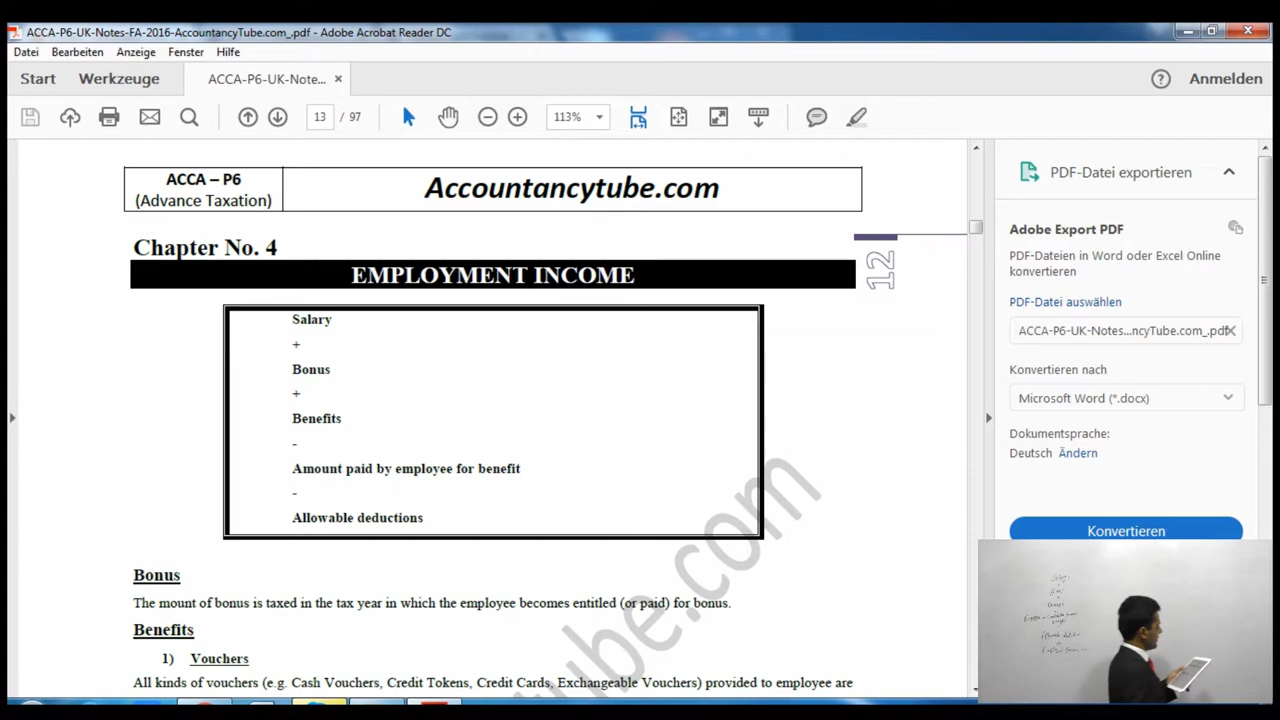 ACCA-P6-UK-Notes-FA-2016-AccountancyTube.com_.pdf - Adobe Acrobat Reader DC
Datei Bearbeiten Anzeige Fenster Hilfe
Start Werkzeuge ACCA-P6-UK-Note... × Anmelden
13 / 97 113%
ACCA – P6
(Advance Taxation)
Accountancytube.com
Chapter No. 4
12
EMPLOYMENT INCOME
Salary
+
Bonus
+
Benefits
-
Amount paid by employee for benefit
-
Allowable deductions
Bonus
The mount of bonus is taxed in the tax year in which the employee becomes entitled (or paid) for bonus.
Benefits
1) Vouchers
All kinds of vouchers (e.g. Cash Vouchers, Credit Tokens, Credit Cards, Exchangeable Vouchers) provided to employee are
tube.com
PDF-Datei exportieren
Adobe Export PDF
PDF-Dateien in Word oder Excel Online
konvertieren
PDF-Datei auswählen
ACCA-P6-UK-Notes...ncyTube.com_.pdf
Konvertieren nach
Microsoft Word (*.docx)
Dokumentsprache:
Deutsch Ändern
Konvertieren